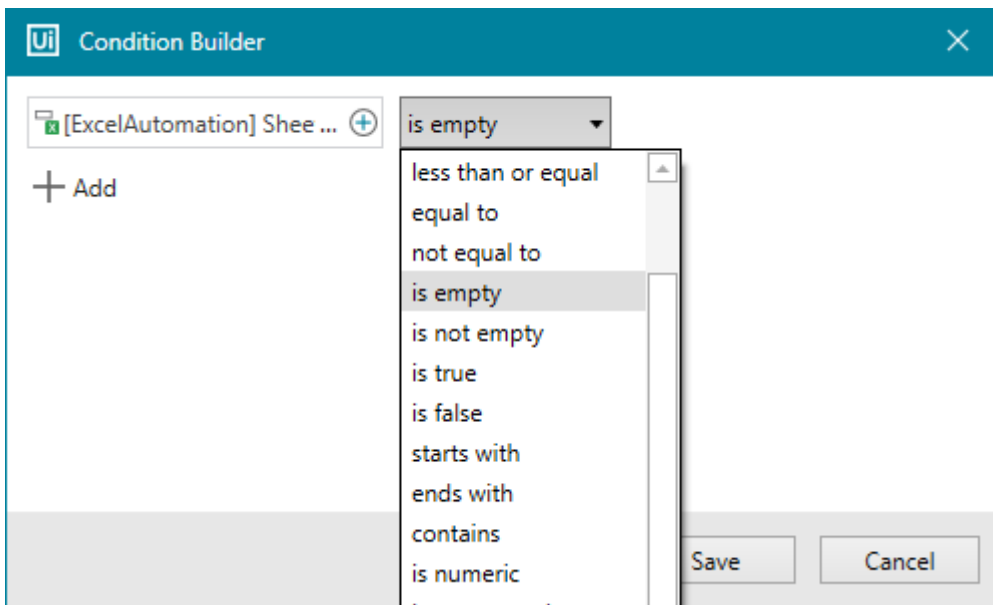 Ui Condition Builder
[ExcelAutomation] Shee ... is empty
Add
less than or equal
equal to
not equal to
is empty
is not empty
is true
is false
starts with
ends with
contains
is numeric
Save Cancel